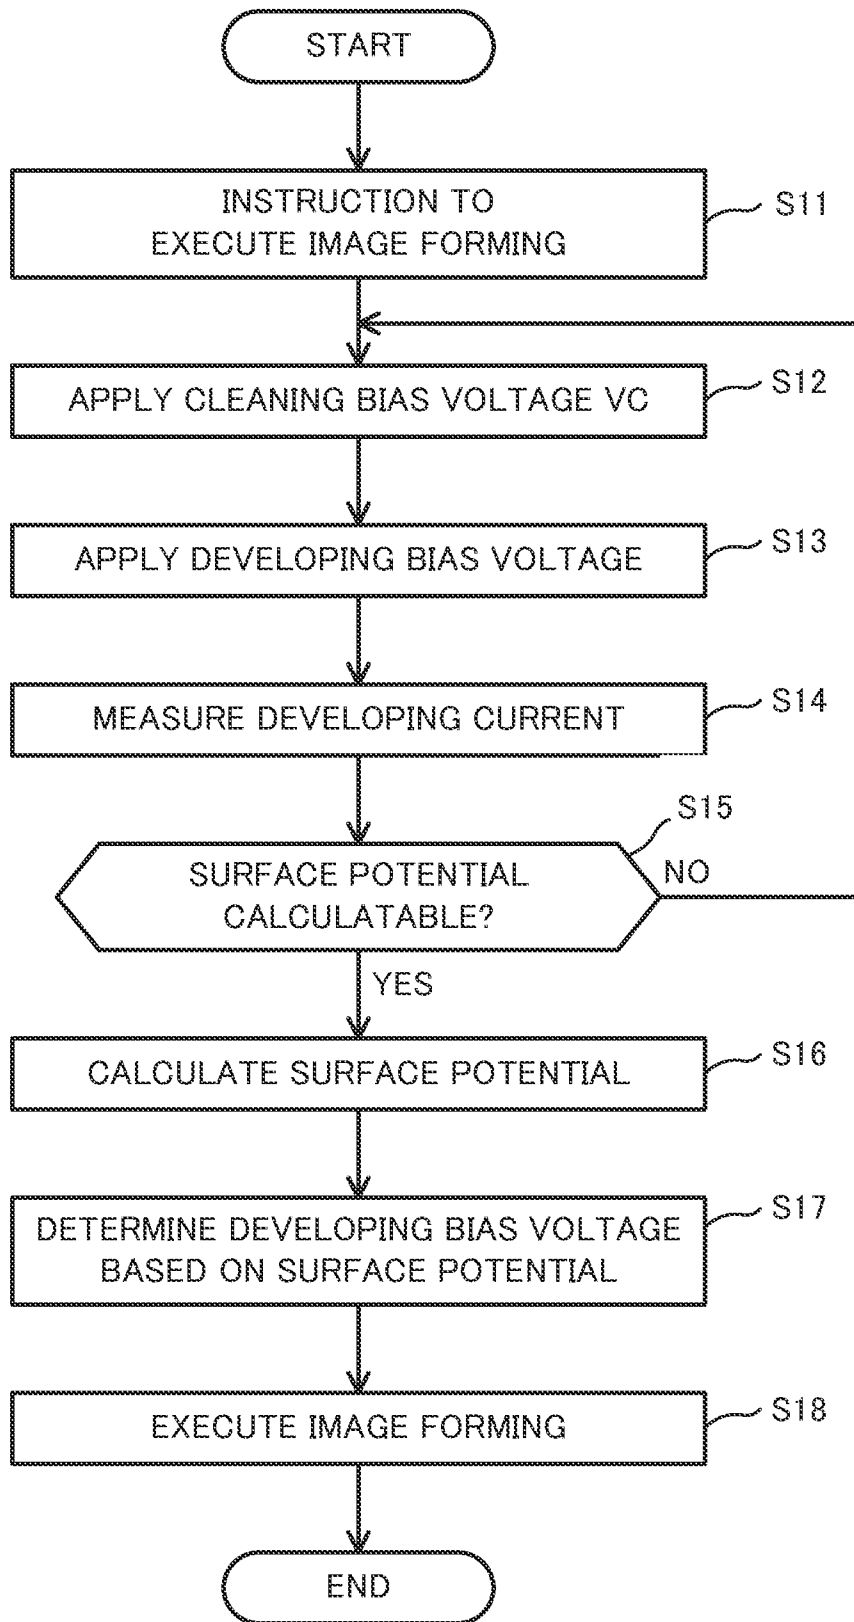 START
INSTRUCTION TO
EXECUTE IMAGE FORMING
S11
APPLY CLEANING BIAS VOLTAGE VC
S12
APPLY DEVELOPING BIAS VOLTAGE
S13
MEASURE DEVELOPING CURRENT
S14
S15
SURFACE POTENTIAL
CALCULATABLE?
NO
YES
CALCULATE SURFACE POTENTIAL
S16
DETERMINE DEVELOPING BIAS VOLTAGE
BASED ON SURFACE POTENTIAL
S17
EXECUTE IMAGE FORMING
S18
END